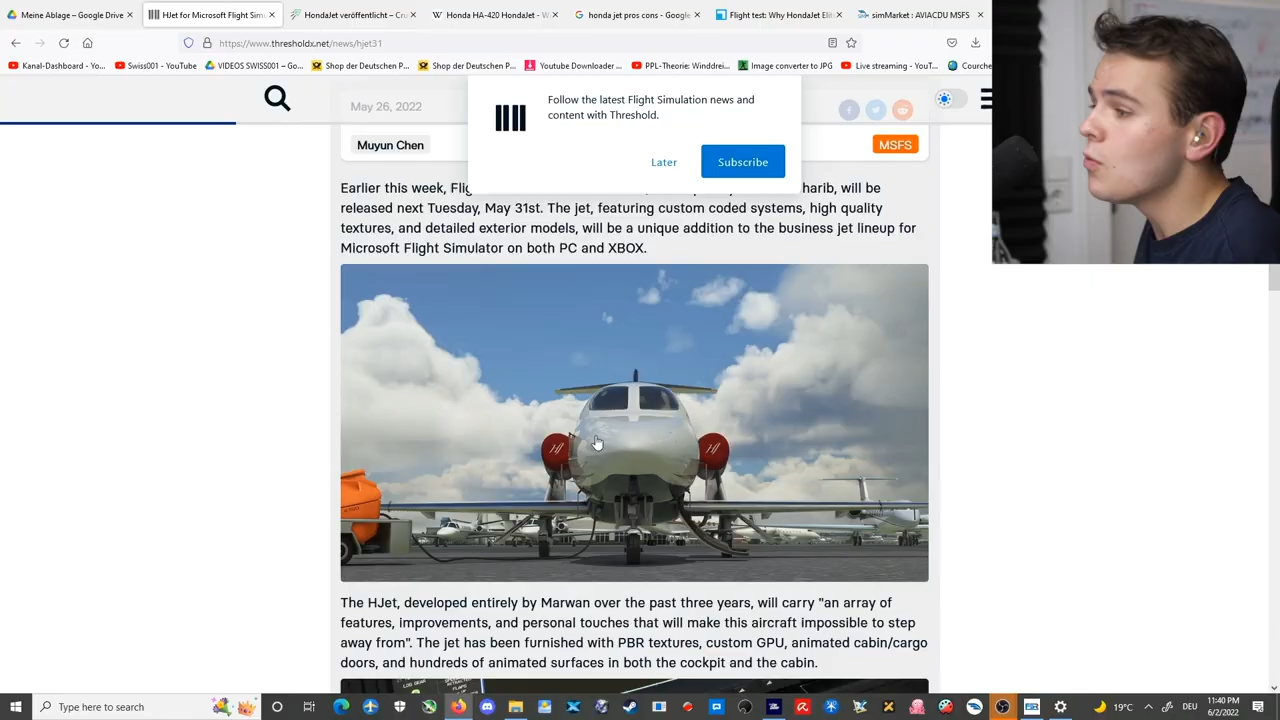 Meine Ablage – Google Drive
HJet for Microsoft Flight Sim
HondaJet veröffentlicht – Cru
Honda HA-420 HondaJet - W
honda jet pros cons - Google
Flight test: Why HondaJet Elit
simMarket : AVIACDU MSFS
https://www.thresholdx.net/news/hjet31
Kanal-Dashboard - Yo...
Swiss001 - YouTube
VIDEOS SWISS001 – Go...
Shop der Deutschen P...
Shop der Deutschen P...
Youtube Downloader ...
PPL-Theorie: Winddrei...
Image converter to JPG
Live streaming - YouT...
Courche
May 26, 2022
Follow the latest Flight Simulation news and
content with Threshold.
Later
Subscribe
Muyun Chen
MSFS
Earlier this week, Flig
harib, will be
released next Tuesday, May 31st. The jet, featuring custom coded systems, high quality
textures, and detailed exterior models, will be a unique addition to the business jet lineup for
Microsoft Flight Simulator on both PC and XBOX.
The HJet, developed entirely by Marwan over the past three years, will carry "an array of
features, improvements, and personal touches that will make this aircraft impossible to step
away from". The jet has been furnished with PBR textures, custom GPU, animated cabin/cargo
doors, and hundreds of animated surfaces in both the cockpit and the cabin.
Type here to search
19°C
DEU
11:40 PM
6/2/2022